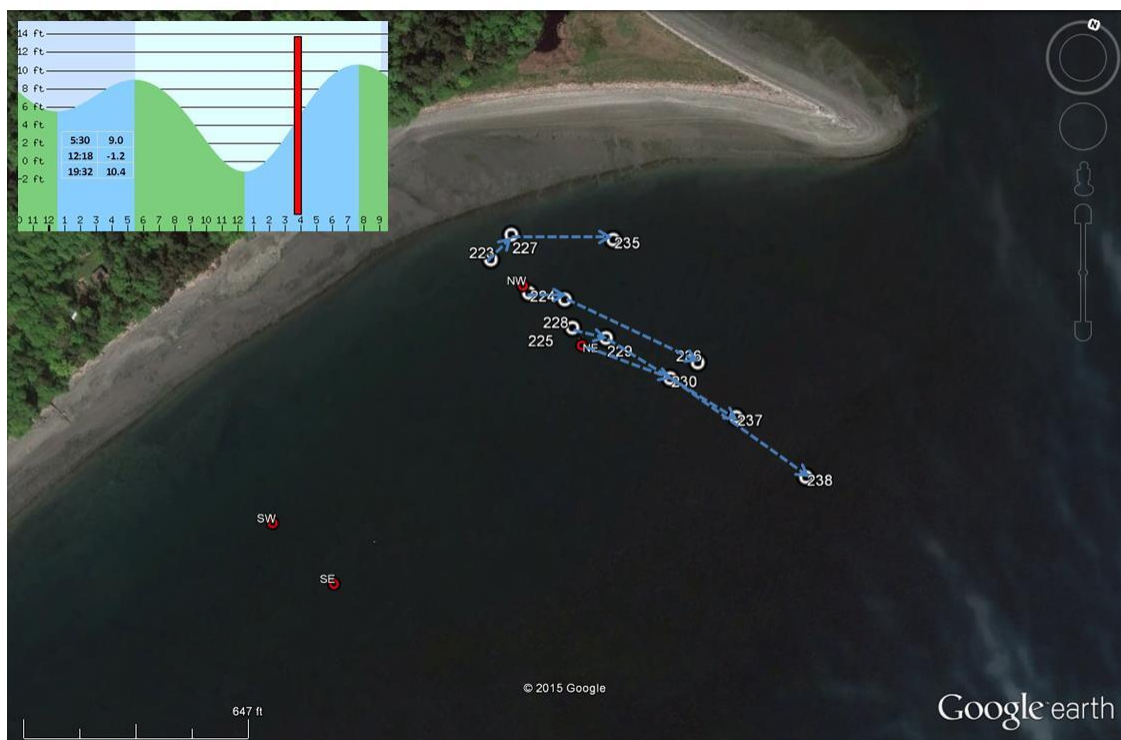 14 ft
12 ft
10 ft
8 ft
6 ft
4 ft
2 ft
0 ft
-2 ft
5:30 9.0
12:18 -1.2
19:32 10.4
0 11 12 1 2 3 4 5 6 7 8 9 10 11 12 1 2 3 4 5 6 7 8 9
N
223
227
235
NW
224
228
225
NE
229
236
230
237
238
SW
SE
© 2015 Google
647 ft
Google earth